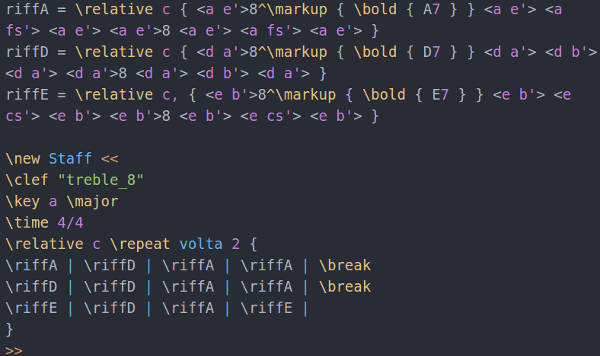 riffA = \relative c { <a e'>8^\markup { \bold { A7 } } <a e'> <a
fs'> <a e'> <a e'>8 <a e'> <a fs'> <a e'> }
riffD = \relative c { <d a'>8^\markup { \bold { D7 } } <d a'> <d b'>
<d a'> <d a'>8 <d a'> <d b'> <d a'> }
riffE = \relative c, { <e b'>8^\markup { \bold { E7 } } <e b'> <e
cs'> <e b'> <e b'>8 <e b'> <e cs'> <e b'> }
\new Staff <<
\clef "treble_8"
\key a \major
\time 4/4
\relative c \repeat volta 2 {
\riffA | \riffD | \riffA | \riffA | \break
\riffD | \riffD | \riffA | \riffA | \break
\riffE | \riffD | \riffA | \riffE |
}
>>